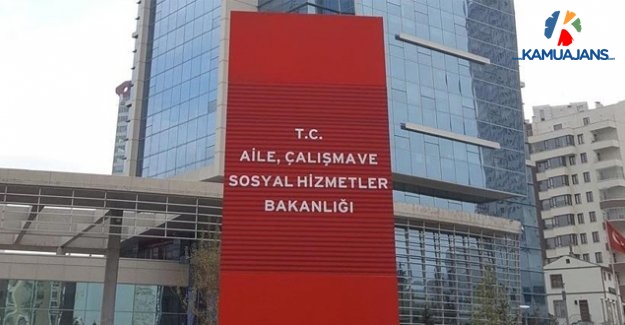 KAMUAJANS
T.C.
AİLE, ÇALIŞMAVE
SOSYAL HİZMETLER
BAKANLIĞI